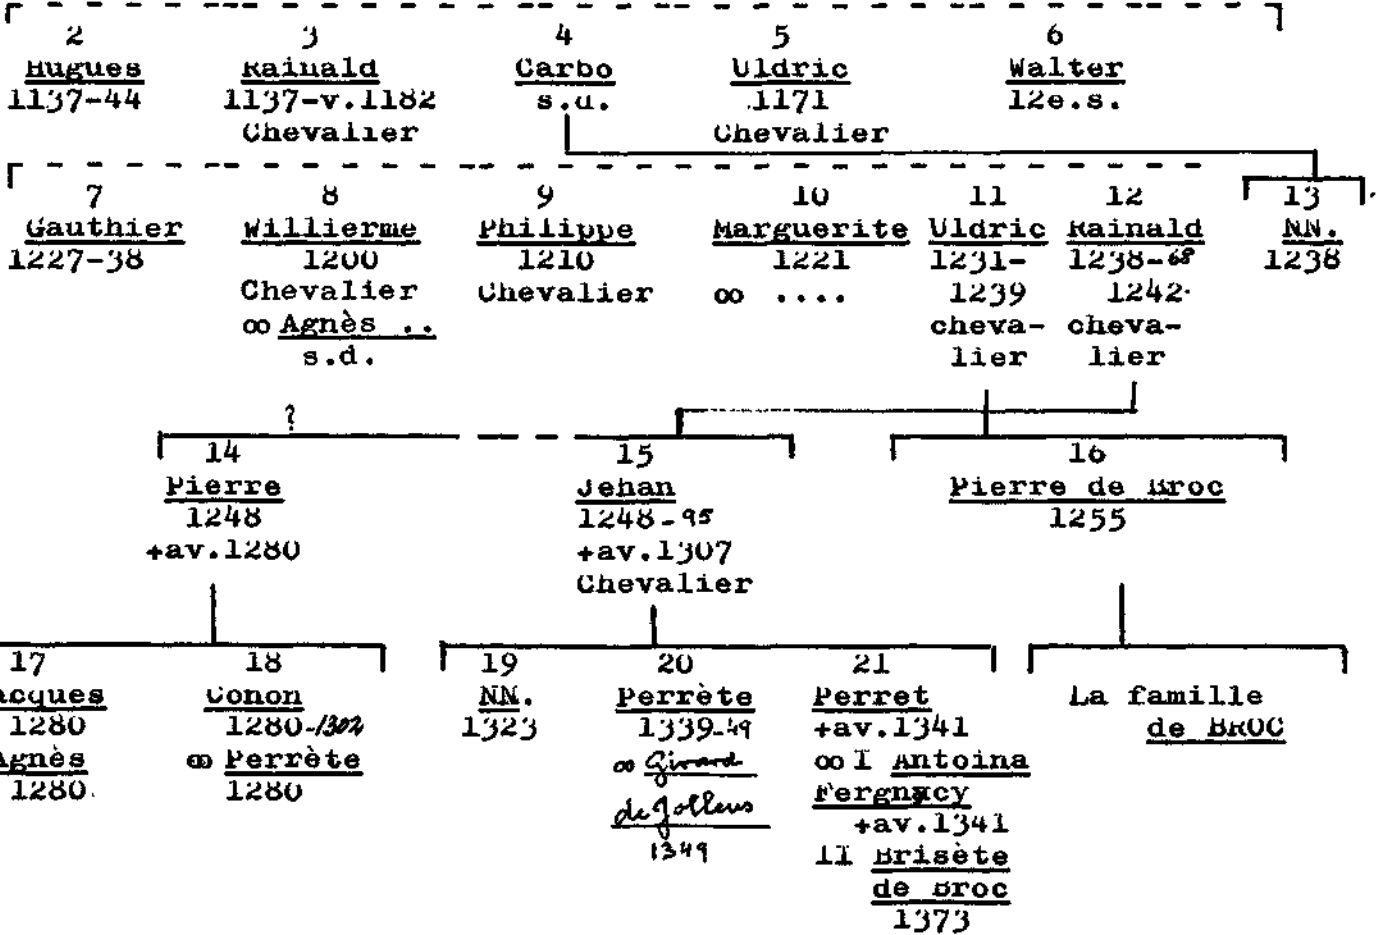 2 3 4 5 6
Hugues Rainald Carbo Uldric Walter
1137-44 1137-v.1182 s.d. 1171 12e.s.
Chevalier Chevalier
7 8 9 10 11 12 13
Gauthier Willierme Philippe Marguerite Uldric Rainald NN.
1227-38 1200 1210 1221 1231- 1238-68 1238
Chevalier Chevalier ∞ .... 1239 1242
∞ Agnès .. cheva- cheva-
s.d. lier lier
?
14 15 16
Pierre Jehan Pierre de Broc
1248 1248-95 1255
+av.1280 +av.1307
Chevalier
17 18 19 20 21
acques Conon NN. Perrète Perret La famille
1280 1280-1302 1323 1339-49 +av.1341 de BROC
Agnès ∞ Perrète ∞ Girard ∞ I Antoina
1280 1280 de Jollens Fergnacy
1349 +av.1341
II Brisète
de Broc
1373